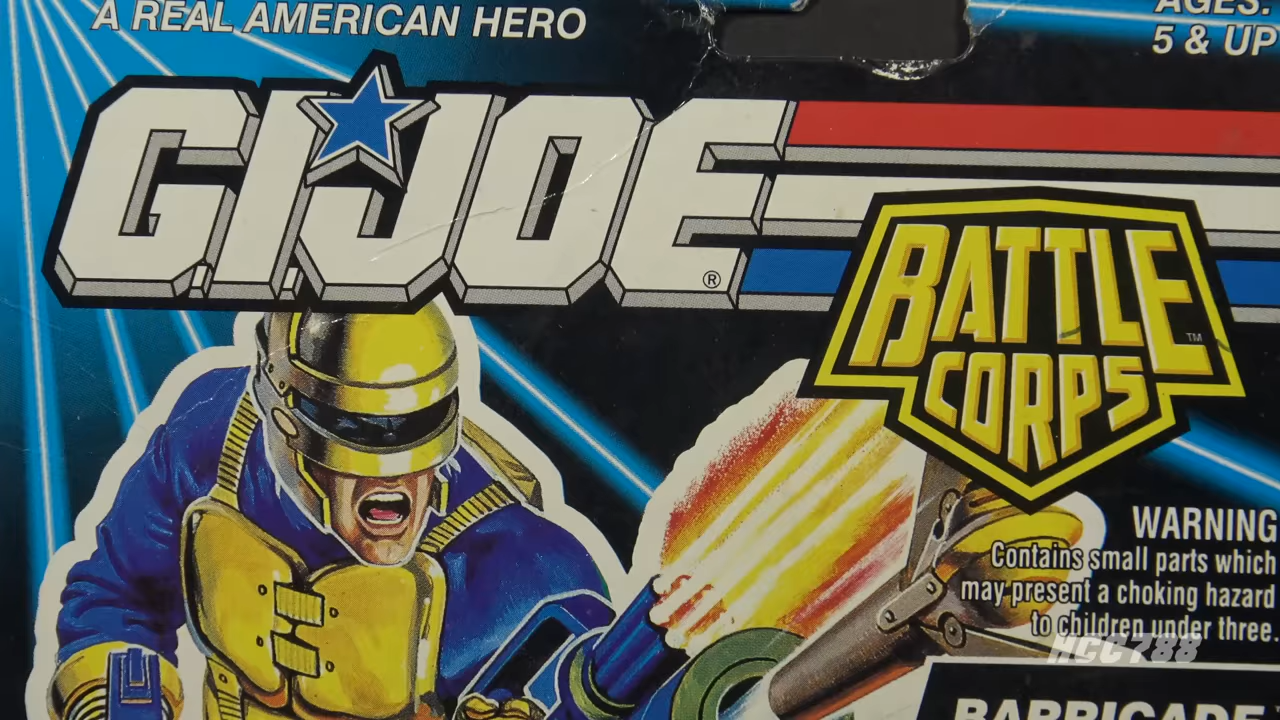 A REAL AMERICAN HERO
AGES:
5 & UP
G.I. JOE
®
BATTLE
CORPS
™
WARNING
Contains small parts which
may present a choking hazard
to children under three.
HCC788
BARRICADE